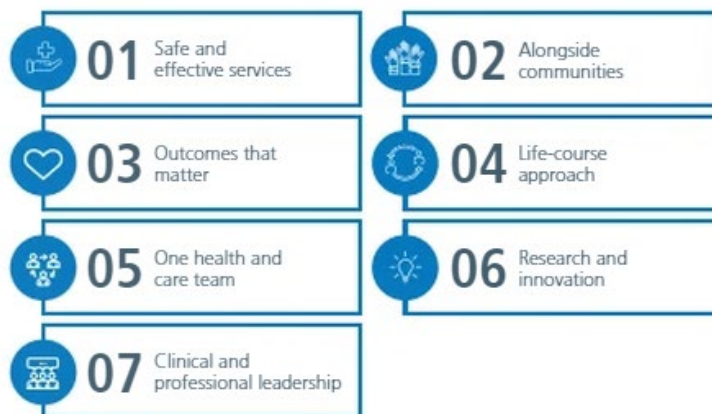 01 Safe and
effective services
02 Alongside
communities
03 Outcomes that
matter
04 Life-course
approach
05 One health and
care team
06 Research and
innovation
07 Clinical and
professional leadership